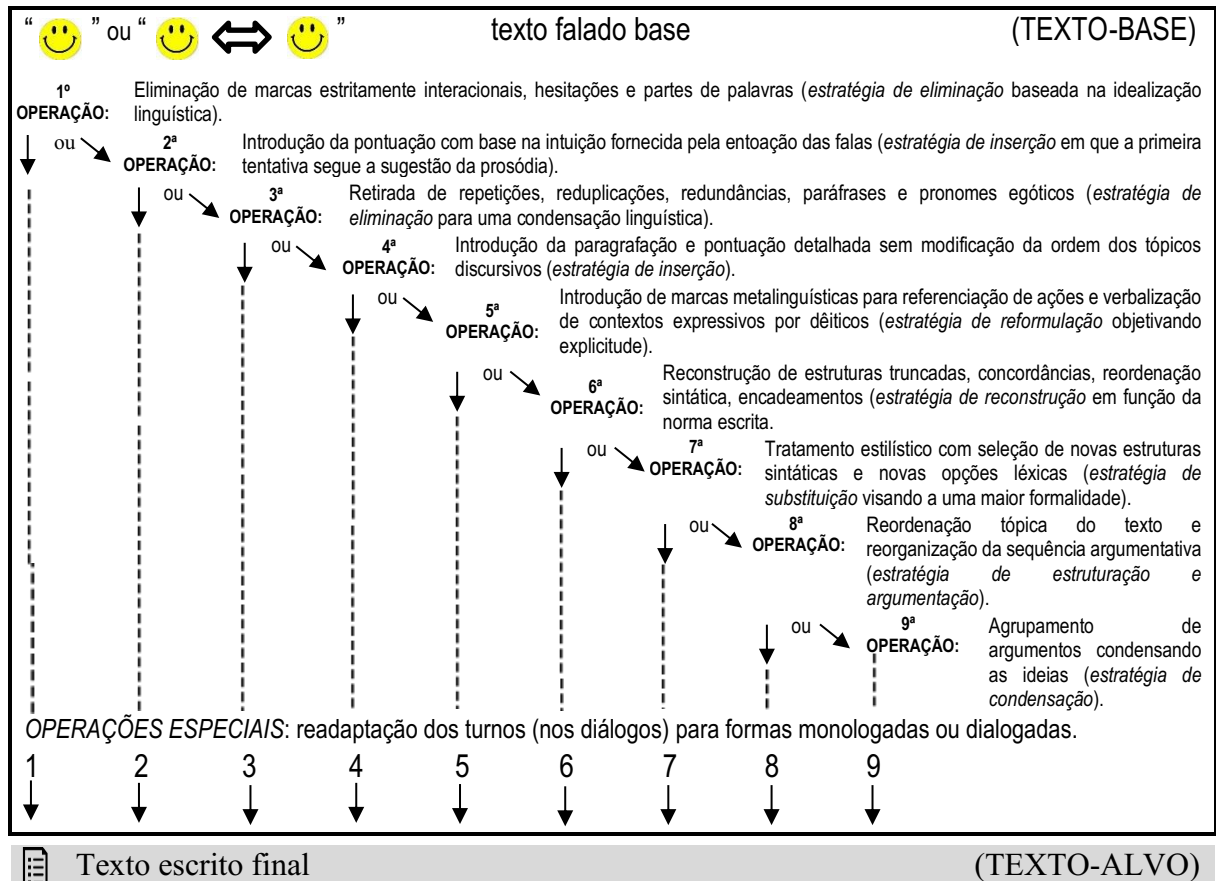 “ ” ou “ ” texto falado base (TEXTO-BASE)
1º OPERAÇÃO: Eliminação de marcas estritamente interacionais, hesitações e partes de palavras (estratégia de eliminação baseada na idealização
linguística).
ou 2ª OPERAÇÃO: Introdução da pontuação com base na intuição fornecida pela entoação das falas (estratégia de inserção em que a primeira
tentativa segue a sugestão da prosódia).
ou 3ª OPERAÇÃO: Retirada de repetições, reduplicações, redundâncias, paráfrases e pronomes egóticos (estratégia de
eliminação para uma condensação linguística).
ou 4ª OPERAÇÃO: Introdução da paragrafação e pontuação detalhada sem modificação da ordem dos tópicos
discursivos (estratégia de inserção).
ou 5ª OPERAÇÃO: Introdução de marcas metalinguísticas para referenciação de ações e verbalização
de contextos expressivos por dêiticos (estratégia de reformulação objetivando
explicitude).
ou 6ª OPERAÇÃO: Reconstrução de estruturas truncadas, concordâncias, reordenação
sintática, encadeamentos (estratégia de reconstrução em função da
norma escrita.
ou 7ª OPERAÇÃO: Tratamento estilístico com seleção de novas estruturas
sintáticas e novas opções léxicas (estratégia de
substituição visando a uma maior formalidade).
ou 8ª OPERAÇÃO: Reordenação tópica do texto e
reorganização da sequência argumentativa
(estratégia de estruturação e
argumentação).
ou 9ª OPERAÇÃO: Agrupamento de
argumentos condensando
as ideias (estratégia de
condensação).
OPERAÇÕES ESPECIAIS: readaptação dos turnos (nos diálogos) para formas monologadas ou dialogadas.
1 2 3 4 5 6 7 8 9
Texto escrito final (TEXTO-ALVO)